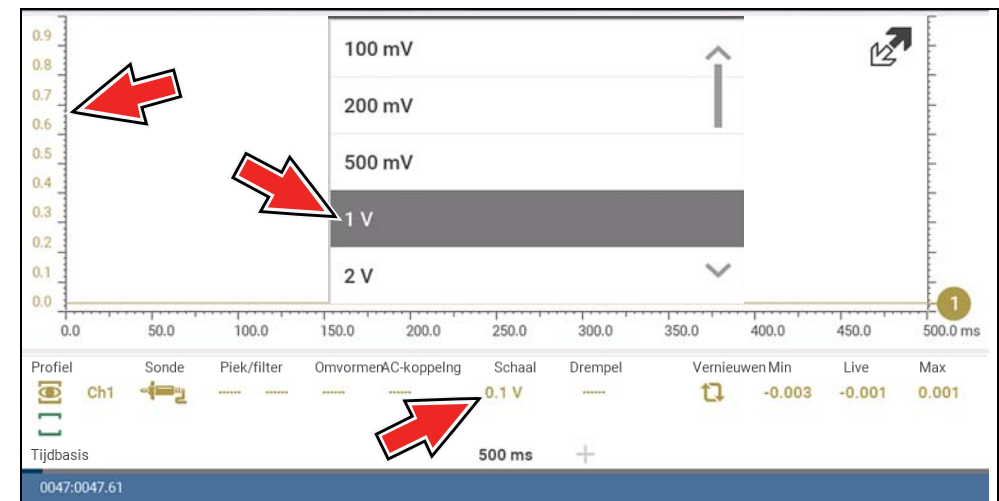 0.9
0.8
0.7
0.6
0.5
0.4
0.3
0.2
0.1
0.0
100 mV
200 mV
500 mV
1 V
2 V
1
0.0 50.0 100.0 150.0 200.0 250.0 300.0 350.0 400.0 450.0 500.0 ms
Profiel Sonde Piek/filter Omvormen AC-koppelng Schaal Drempel Vernieuwen Min Live Max
Ch1 ------ ------ ------ ------ 0.1 V ------ -0.003 -0.001 0.001
Tijdbasis 500 ms +
0047:0047.61